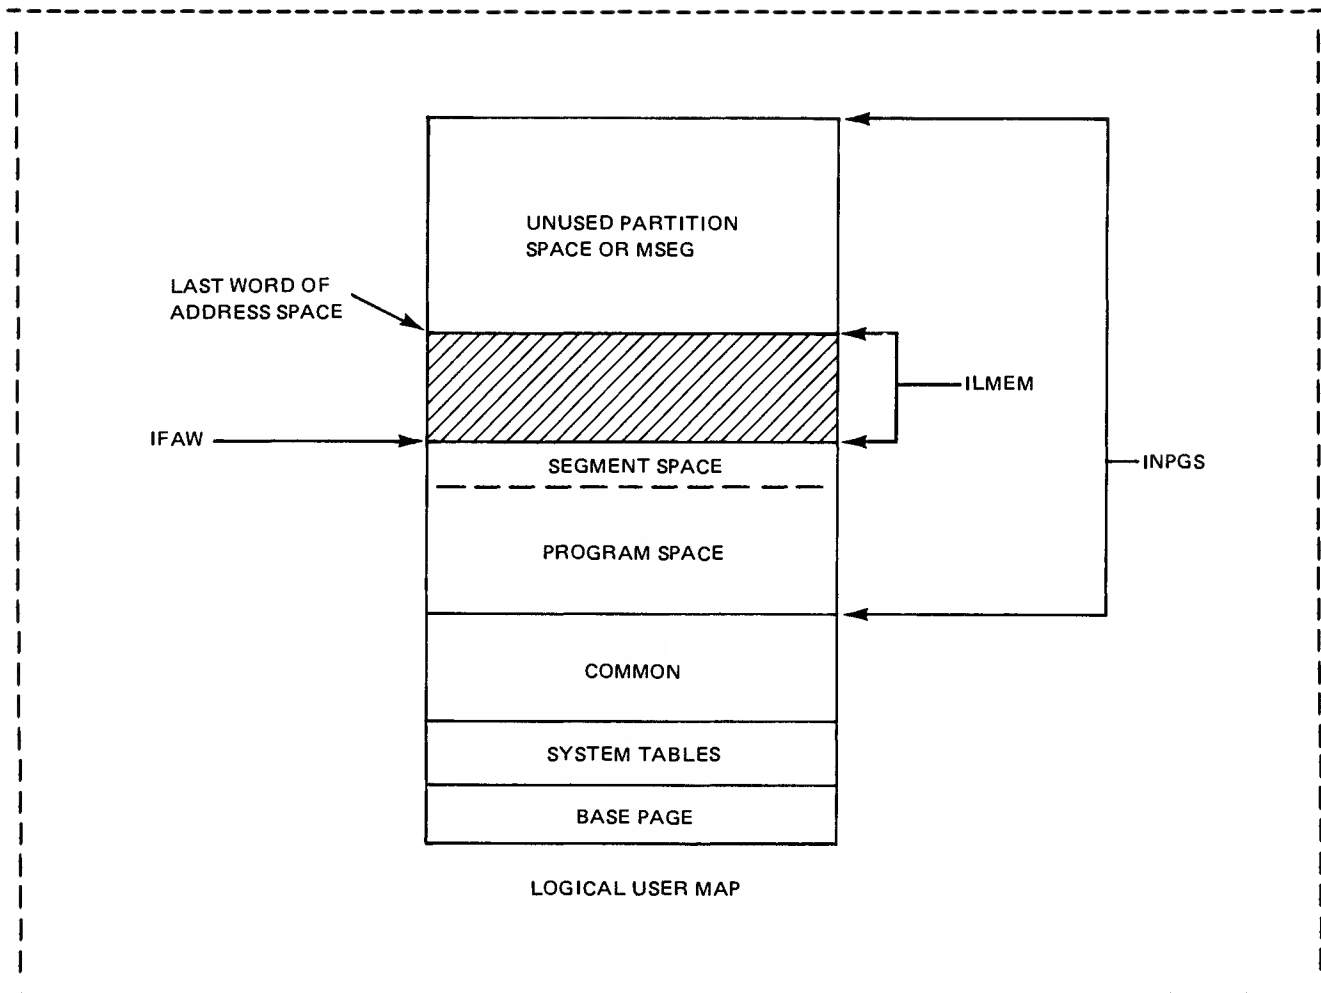 UNUSED PARTITION
SPACE OR MSEG
LAST WORD OF
ADDRESS SPACE
ILMEM
IFAW
SEGMENT SPACE
INPGS
PROGRAM SPACE
COMMON
SYSTEM TABLES
BASE PAGE
LOGICAL USER MAP